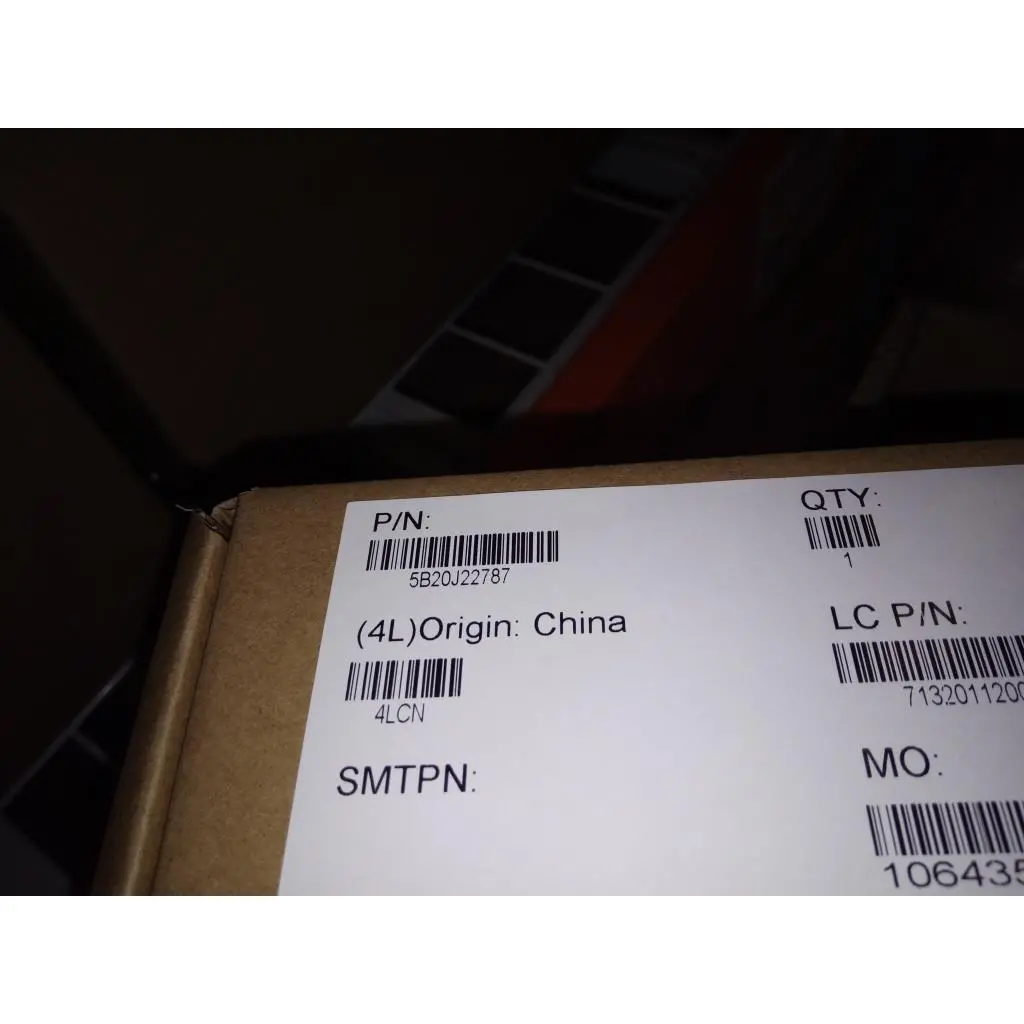 P/N:
5B20J22787
QTY:
1
(4L)Origin: China
4LCN
LC P/N:
7132011200
SMTPN:
MO:
106435